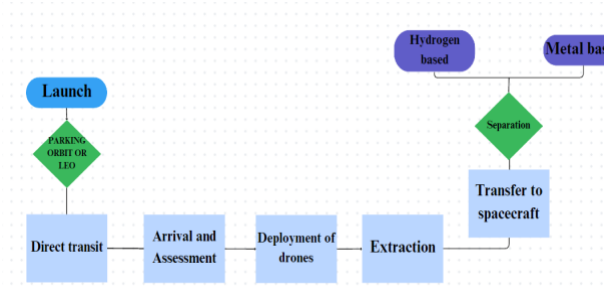 Hydrogen
based
Metal bas
Launch
PARKING
ORBIT OR
LEO
Separation
Transfer to
spacecraft
Direct transit
Arrival and
Assessment
Deployment of
drones
Extraction